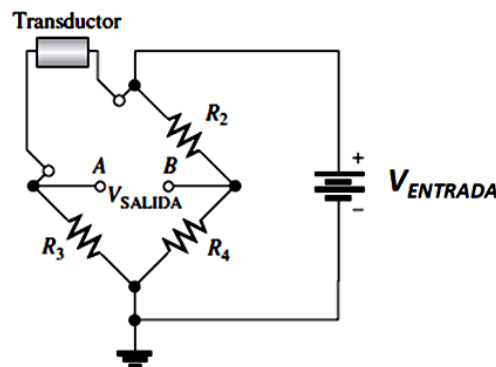 Transductor
R2
A
B
+
VSALIDA
VENTRADA
−
R3
R4